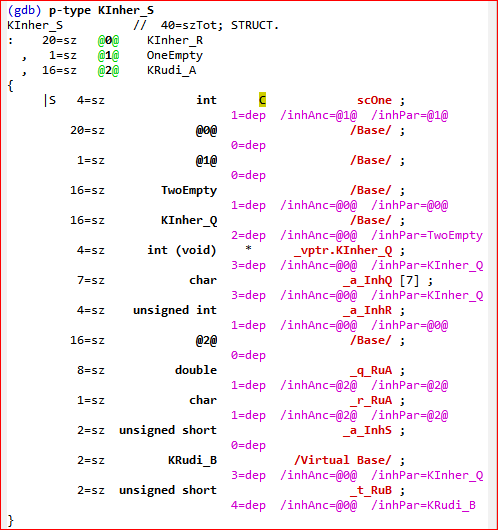 (gdb) p-type KInher_S
KInher_S // 40=szTot; STRUCT.
: 20=sz @0@ KInher_R
, 1=sz @1@ OneEmpty
, 16=sz @2@ KRudi_A
{
|S 4=sz int C scOne ;
1=dep /inhAnc=@1@ /inhPar=@1@
20=sz @0@ /Base/ ;
0=dep
1=sz @1@ /Base/ ;
0=dep
16=sz TwoEmpty /Base/ ;
1=dep /inhAnc=@0@ /inhPar=@0@
16=sz KInher_Q /Base/ ;
2=dep /inhAnc=@0@ /inhPar=TwoEmpty
4=sz int (void) * _vptr.KInher_Q ;
3=dep /inhAnc=@0@ /inhPar=KInher_Q
7=sz char _a_InhQ [7] ;
3=dep /inhAnc=@0@ /inhPar=KInher_Q
4=sz unsigned int _a_InhR ;
1=dep /inhAnc=@0@ /inhPar=@0@
16=sz @2@ /Base/ ;
0=dep
8=sz double _q_RuA ;
1=dep /inhAnc=@2@ /inhPar=@2@
1=sz char _r_RuA ;
1=dep /inhAnc=@2@ /inhPar=@2@
2=sz unsigned short _a_InhS ;
0=dep
2=sz KRudi_B /Virtual Base/ ;
3=dep /inhAnc=@0@ /inhPar=KInher_Q
2=sz unsigned short _t_RuB ;
4=dep /inhAnc=@0@ /inhPar=KRudi_B
}